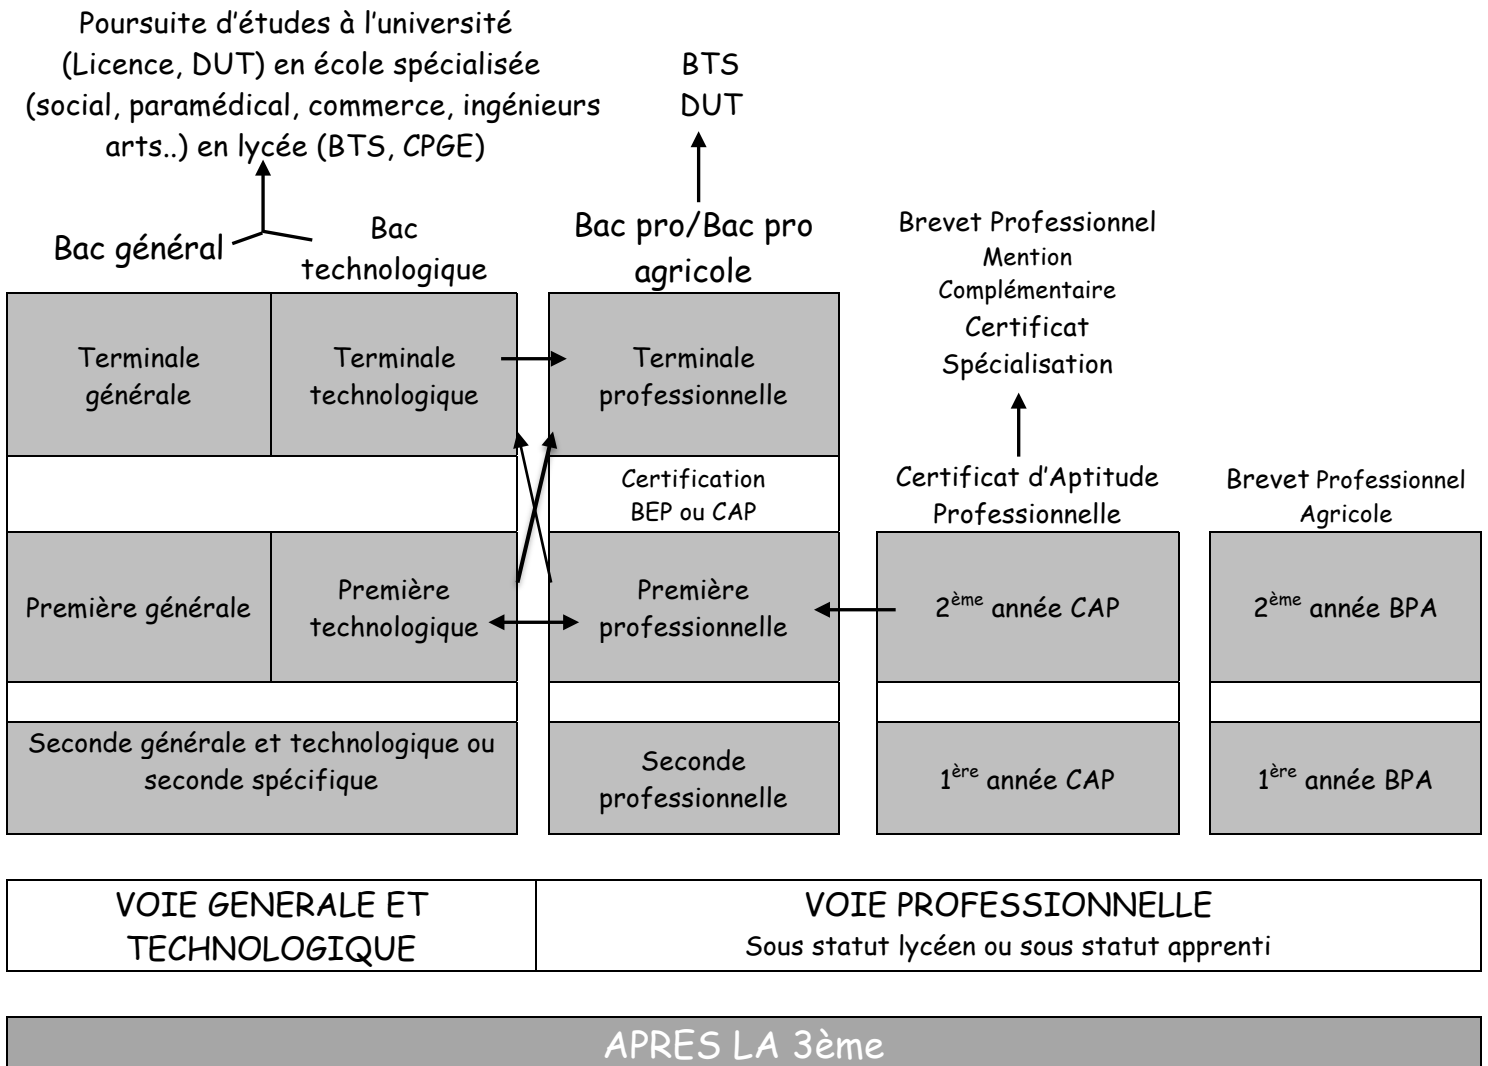 Poursuite d'études à l'université
(Licence, DUT) en école spécialisée
(social, paramédical, commerce, ingénieurs
arts..) en lycée (BTS, CPGE)
BTS
DUT
Bac général
Bac
technologique
Bac pro/Bac pro
agricole
Brevet Professionnel
Mention
Complémentaire
Certificat
Spécialisation
Terminale
générale
Terminale
technologique
Terminale
professionnelle
Certification
BEP ou CAP
Certificat d'Aptitude
Professionnelle
Brevet Professionnel
Agricole
Première générale
Première
technologique
Première
professionnelle
2ème année CAP
2ème année BPA
Seconde générale et technologique ou
seconde spécifique
Seconde
professionnelle
1ère année CAP
1ère année BPA
VOIE GENERALE ET
TECHNOLOGIQUE
VOIE PROFESSIONNELLE
Sous statut lycéen ou sous statut apprenti
APRES LA 3ème